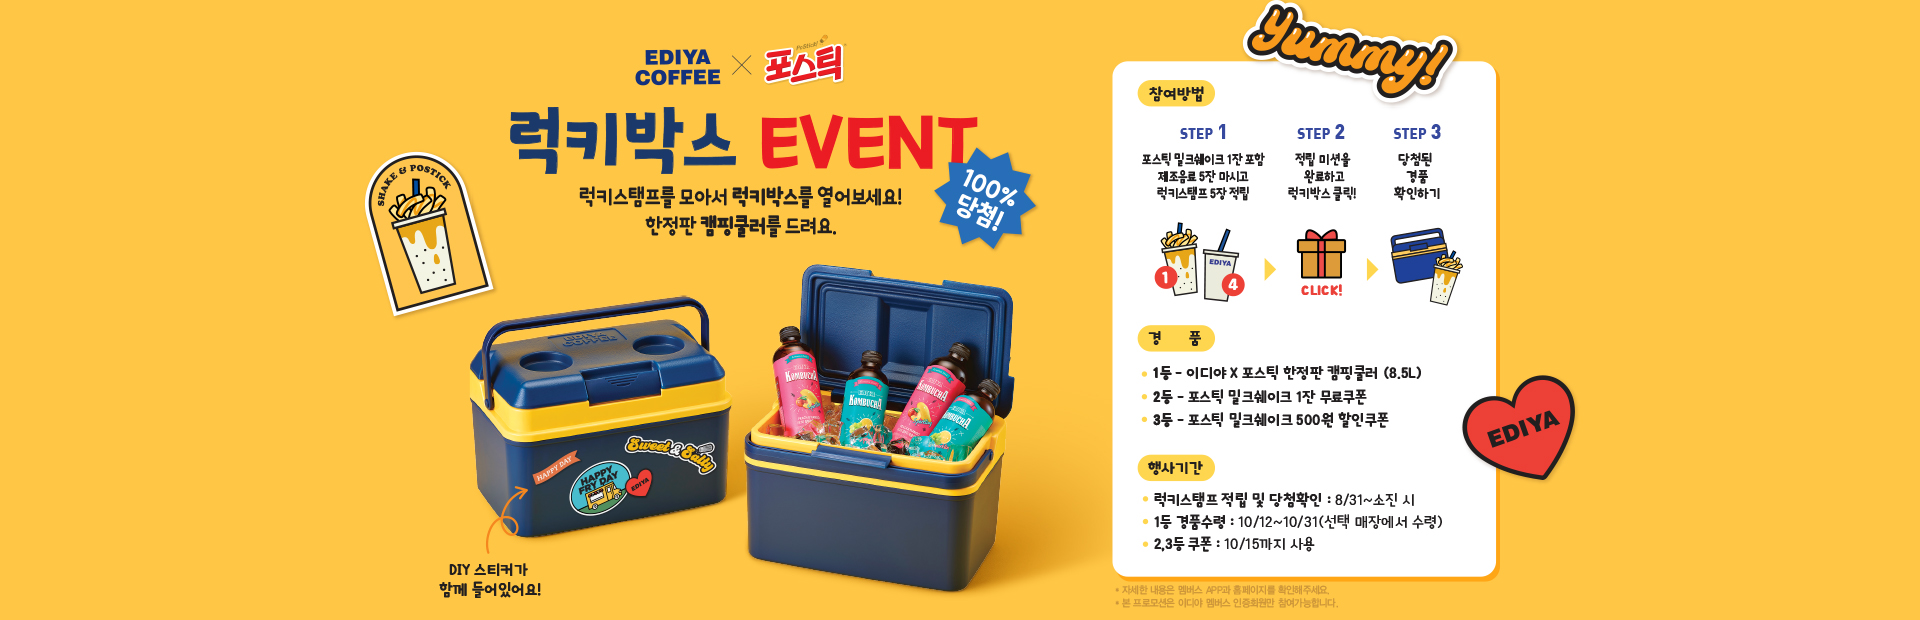 EDIYA
COFFEE
×
POSTICK!
포스틱
럭키박스 EVENT
럭키스탬프를 모아서 럭키박스를 열어보세요!
한정판 캠핑쿨러를 드려요.
100%
당첨!
SHAKE & POSTICK
EDIYA
COFFEE
KOMBUCHA
KOMBUCHA
KOMBUCHA
KOMBUCHA
HAPPY DAY
HAPPY
FRY DAY
EDIYA
Sweet & Salty
DIY 스티커가
함께 들어있어요!
Yummy!
참여방법
STEP 1
포스틱 밀크쉐이크 1잔 포함
제조음료 5잔 마시고
럭키스탬프 5장 적립
STEP 2
적립 미션을
완료하고
럭키박스 클릭!
STEP 3
당첨된
경품
확인하기
1
EDIYA
4
CLICK!
경 품
• 1등 - 이디야 X 포스틱 한정판 캠핑쿨러 (8.5L)
• 2등 - 포스틱 밀크쉐이크 1잔 무료쿠폰
• 3등 - 포스틱 밀크쉐이크 500원 할인쿠폰
EDIYA
행사기간
• 럭키스탬프 적립 및 당첨확인 : 8/31~소진 시
• 1등 경품수령 : 10/12~10/31(선택 매장에서 수령)
• 2,3등 쿠폰 : 10/15까지 사용
* 자세한 내용은 멤버스 APP과 홈페이지를 확인해주세요.
* 본 프로모션은 이디야 멤버스 인증회원만 참여가능합니다.